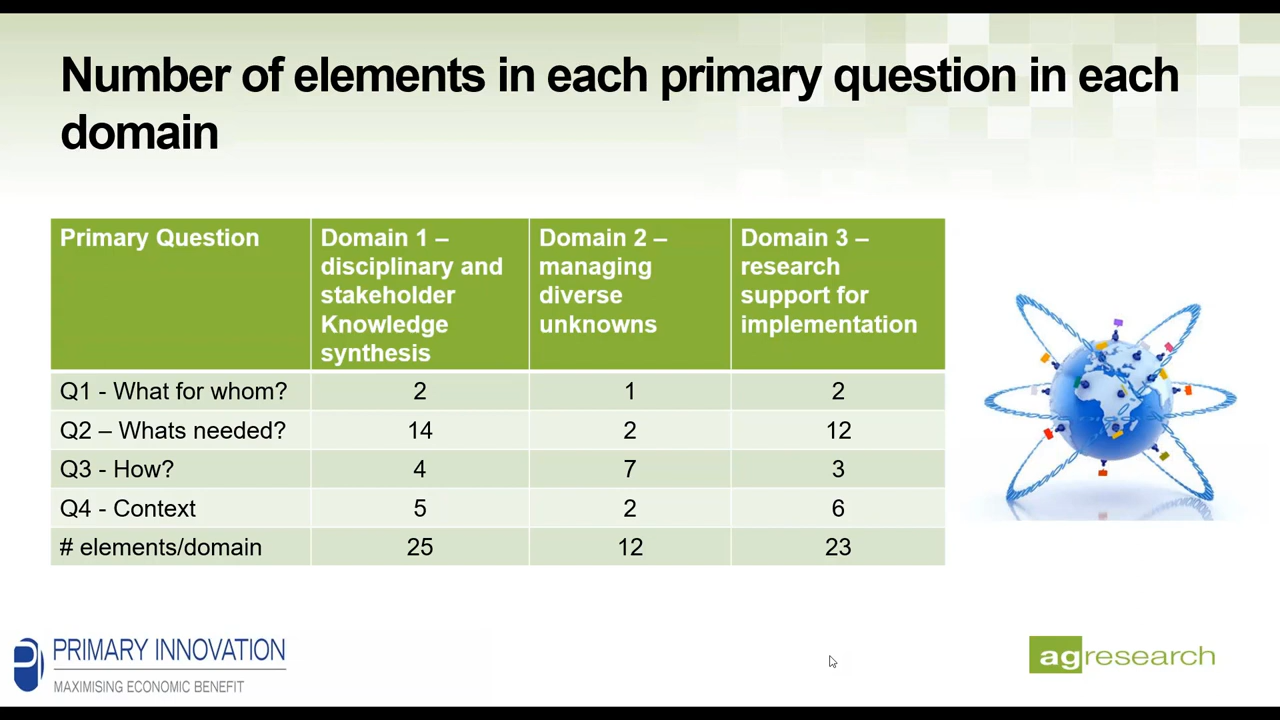 Number of elements in each primary question in each
domain
Primary Question
Domain 1 –
disciplinary and
stakeholder
Knowledge
synthesis
Domain 2 –
managing
diverse
unknowns
Domain 3 –
research
support for
implementation
Q1 - What for whom? 2 1 2
Q2 – Whats needed? 14 2 12
Q3 - How? 4 7 3
Q4 - Context 5 2 6
# elements/domain 25 12 23
PRIMARY INNOVATION
MAXIMISING ECONOMIC BENEFIT
agresearch